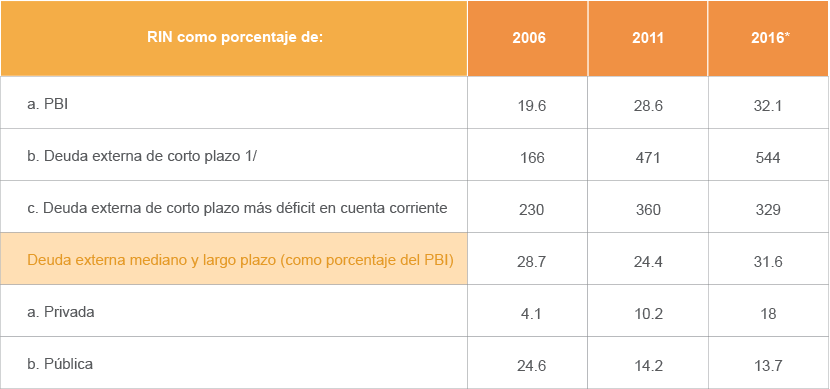 RIN como porcentaje de: 2006 2011 2016*
a. PBI 19.6 28.6 32.1
b. Deuda externa de corto plazo 1/ 166 471 544
c. Deuda externa de corto plazo más déficit en cuenta corriente 230 360 329
Deuda externa mediano y largo plazo (como porcentaje del PBI) 28.7 24.4 31.6
a. Privada 4.1 10.2 18
b. Pública 24.6 14.2 13.7